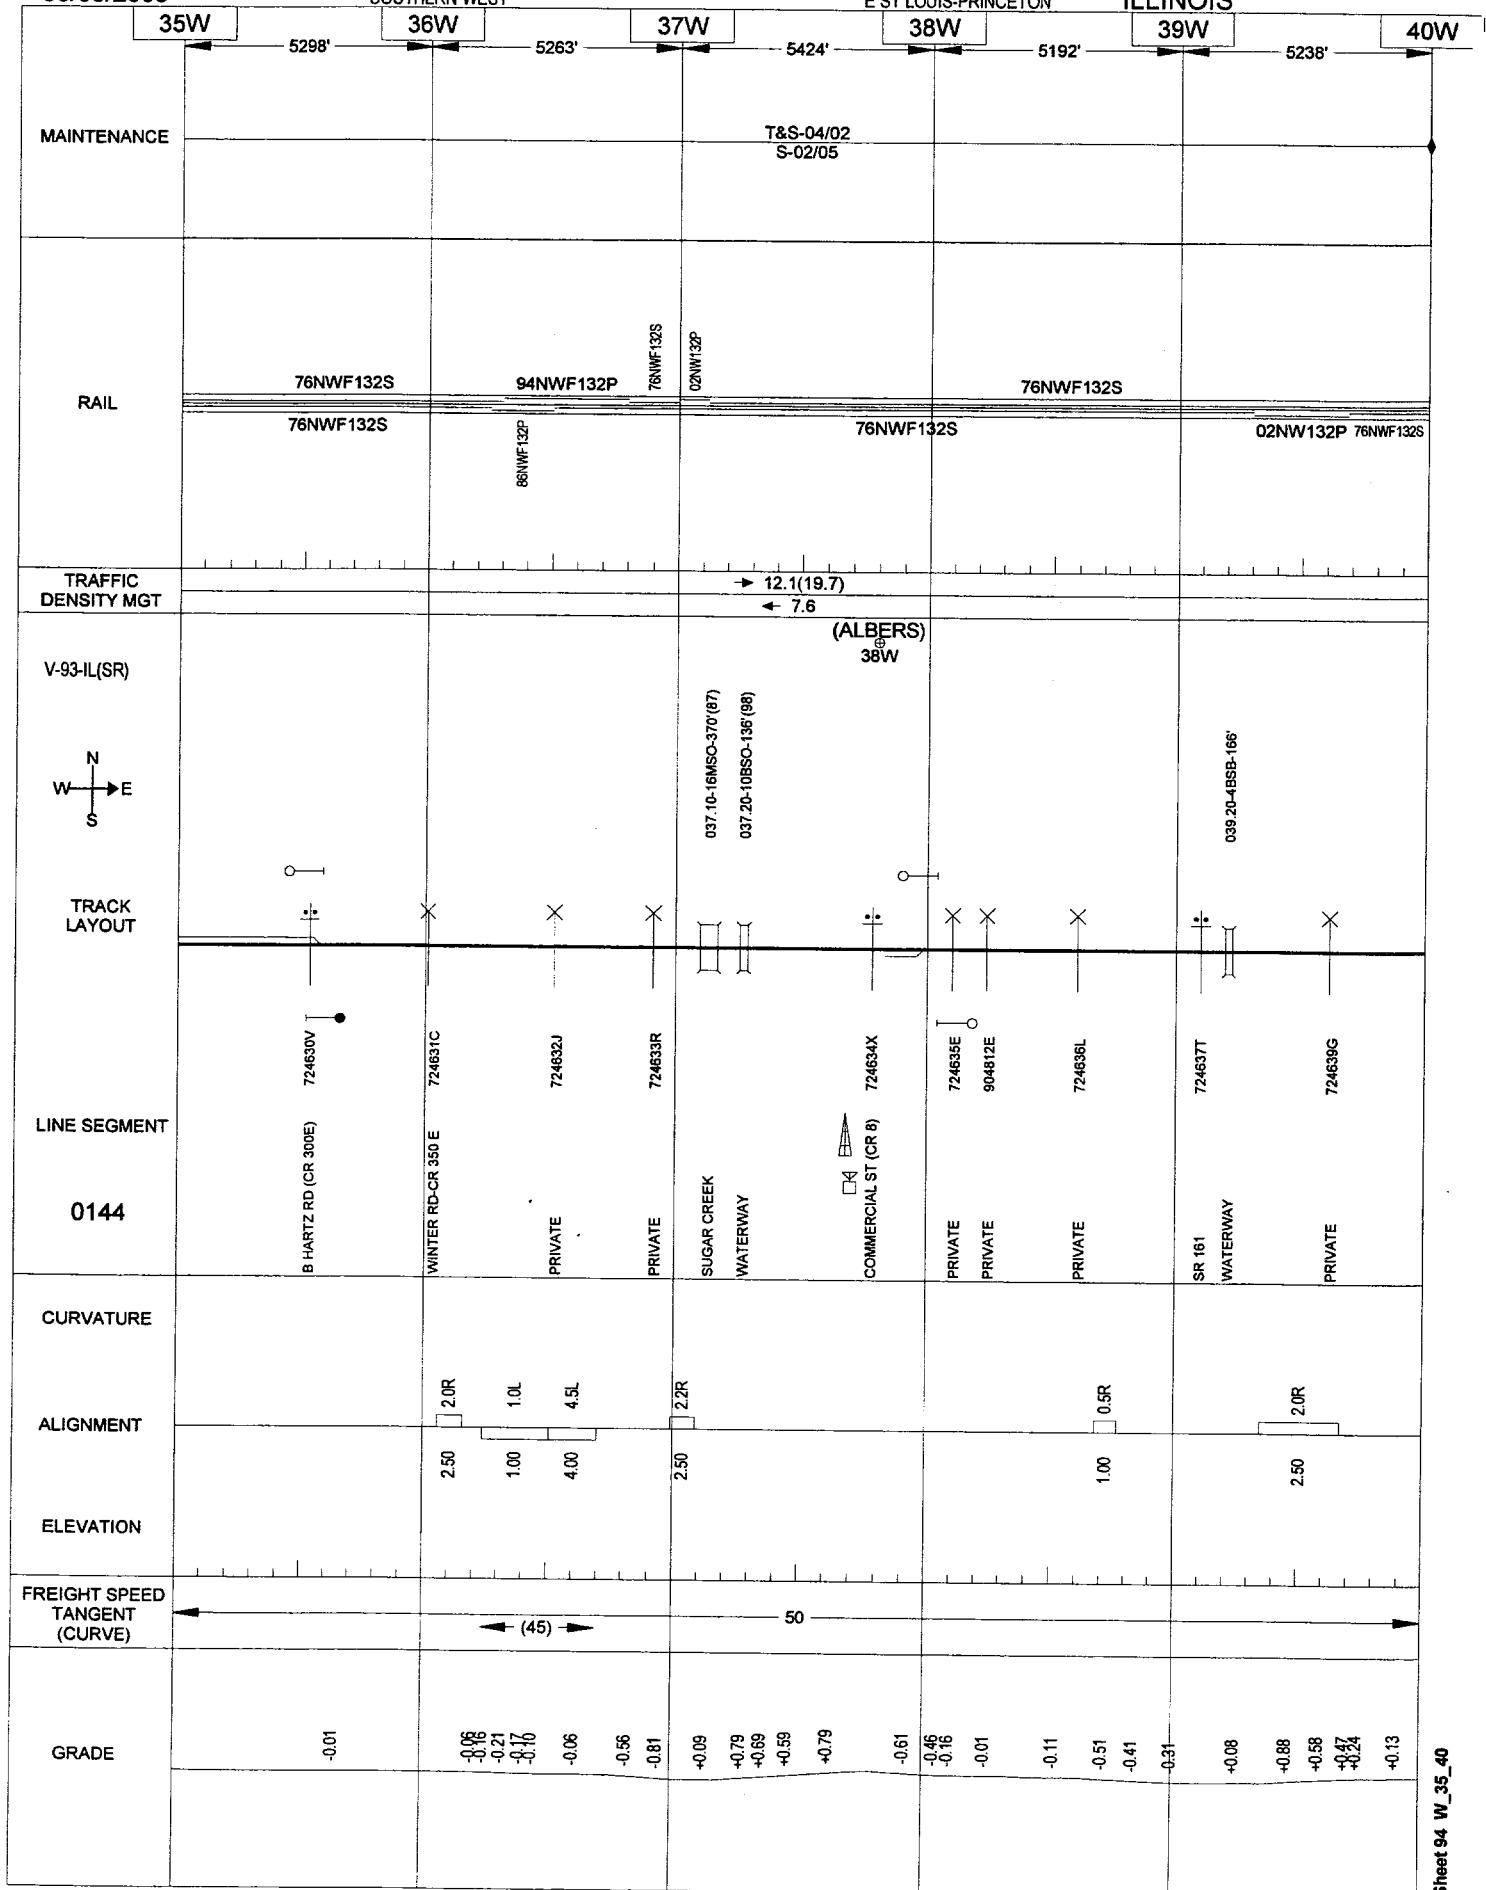 SOUTHERN WEST
E ST LOUIS-PRINCETON
ILLINOIS
35W
36W
37W
38W
39W
40W
5298'
5263'
5424'
5192'
5238'
MAINTENANCE
T&S-04/02
S-02/05
RAIL
76NWF132S
94NWF132P
76NWF132S
02NW132P
76NWF132S
76NWF132S
86NWF132P
76NWF132S
02NW132P
76NWF132S
TRAFFIC
DENSITY MGT
12.1(19.7)
7.6
(ALBERS)
38W
V-93-IL(SR)
N
W
E
S
037.10-16MSO-370'(87)
037.20-10BSO-136'(98)
039.20-4BSB-166'
TRACK
LAYOUT
724630V
724631C
724632J
724633R
724634X
724635E
904812E
724636L
724637T
724639G
LINE SEGMENT
0144
B HARTZ RD (CR 300E)
WINTER RD-CR 350 E
PRIVATE
PRIVATE
SUGAR CREEK
WATERWAY
COMMERCIAL ST (CR 8)
PRIVATE
PRIVATE
PRIVATE
SR 161
WATERWAY
PRIVATE
CURVATURE
2.0R
1.0L
4.5L
2.2R
0.5R
2.0R
ALIGNMENT
2.50
1.00
4.00
2.50
1.00
2.50
ELEVATION
FREIGHT SPEED
TANGENT
(CURVE)
50
(45)
GRADE
-0.01
-0.06
-0.16
-0.21
-0.17
-0.10
-0.06
-0.56
-0.81
+0.09
+0.79
+0.69
+0.59
+0.79
-0.61
-0.46
-0.16
-0.01
-0.11
-0.51
-0.41
-0.31
+0.08
+0.88
+0.58
+0.47
+0.24
+0.13
Sheet 94 W_35_40